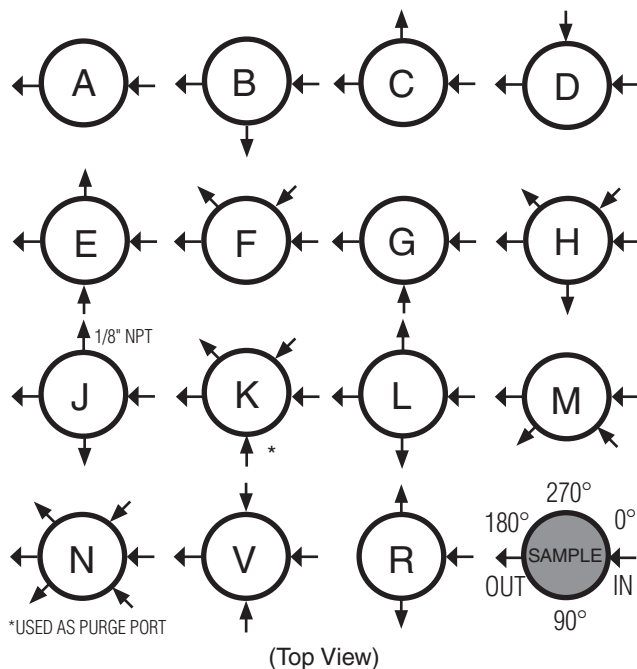 A B C D
E F G H
1/8" NPT
J K L M
*
270°
180° 0°
N V R SAMPLE
OUT IN
90°
*USED AS PURGE PORT
(Top View)